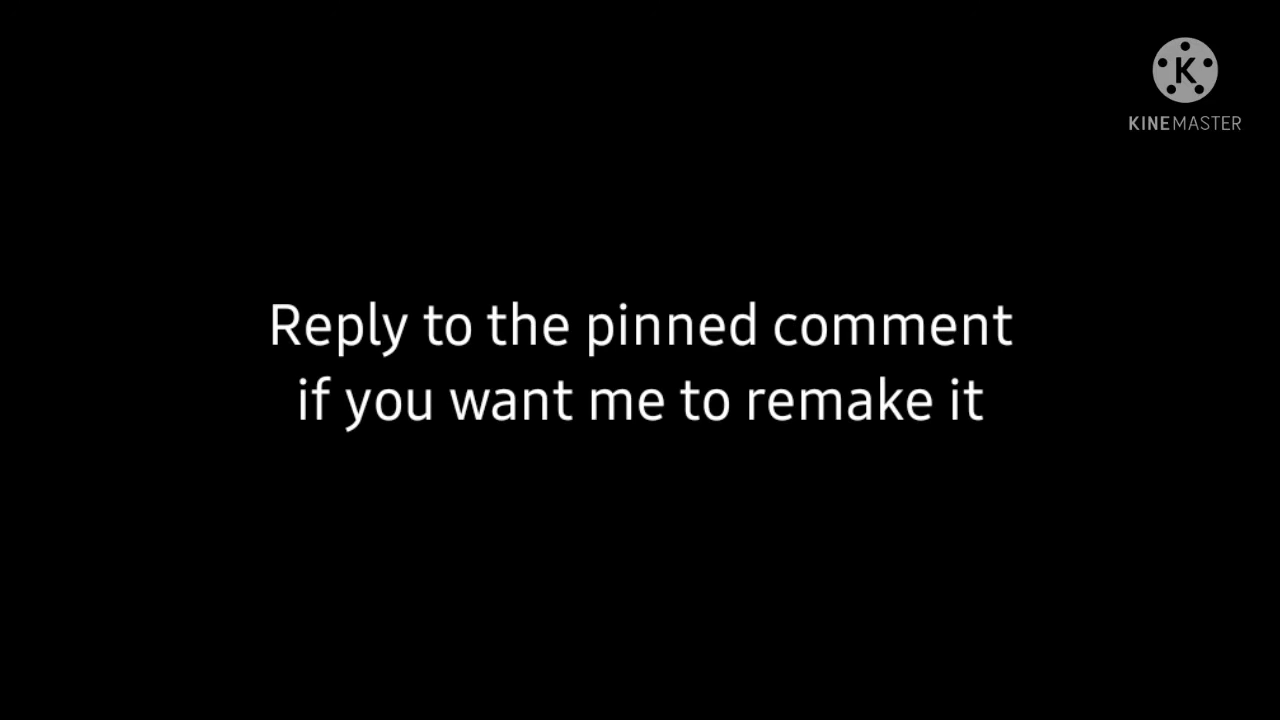 K
KINEMASTER
Reply to the pinned comment
if you want me to remake it